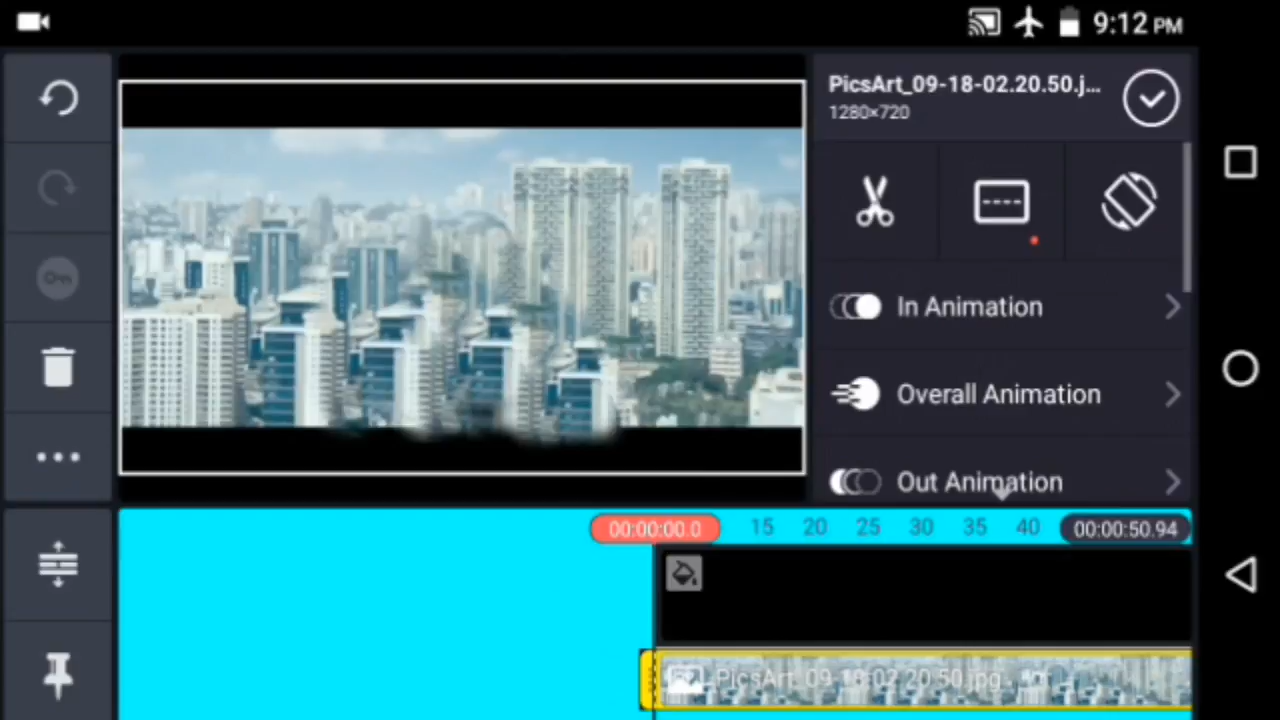 9:12 PM
PicsArt_09-18-02.20.50.j...
1280×720
In Animation
Overall Animation
Out Animation
00:00:00.0 15 20 25 30 35 40 00:00:50.94
PicsArt_09-18-02.20.50.jpg